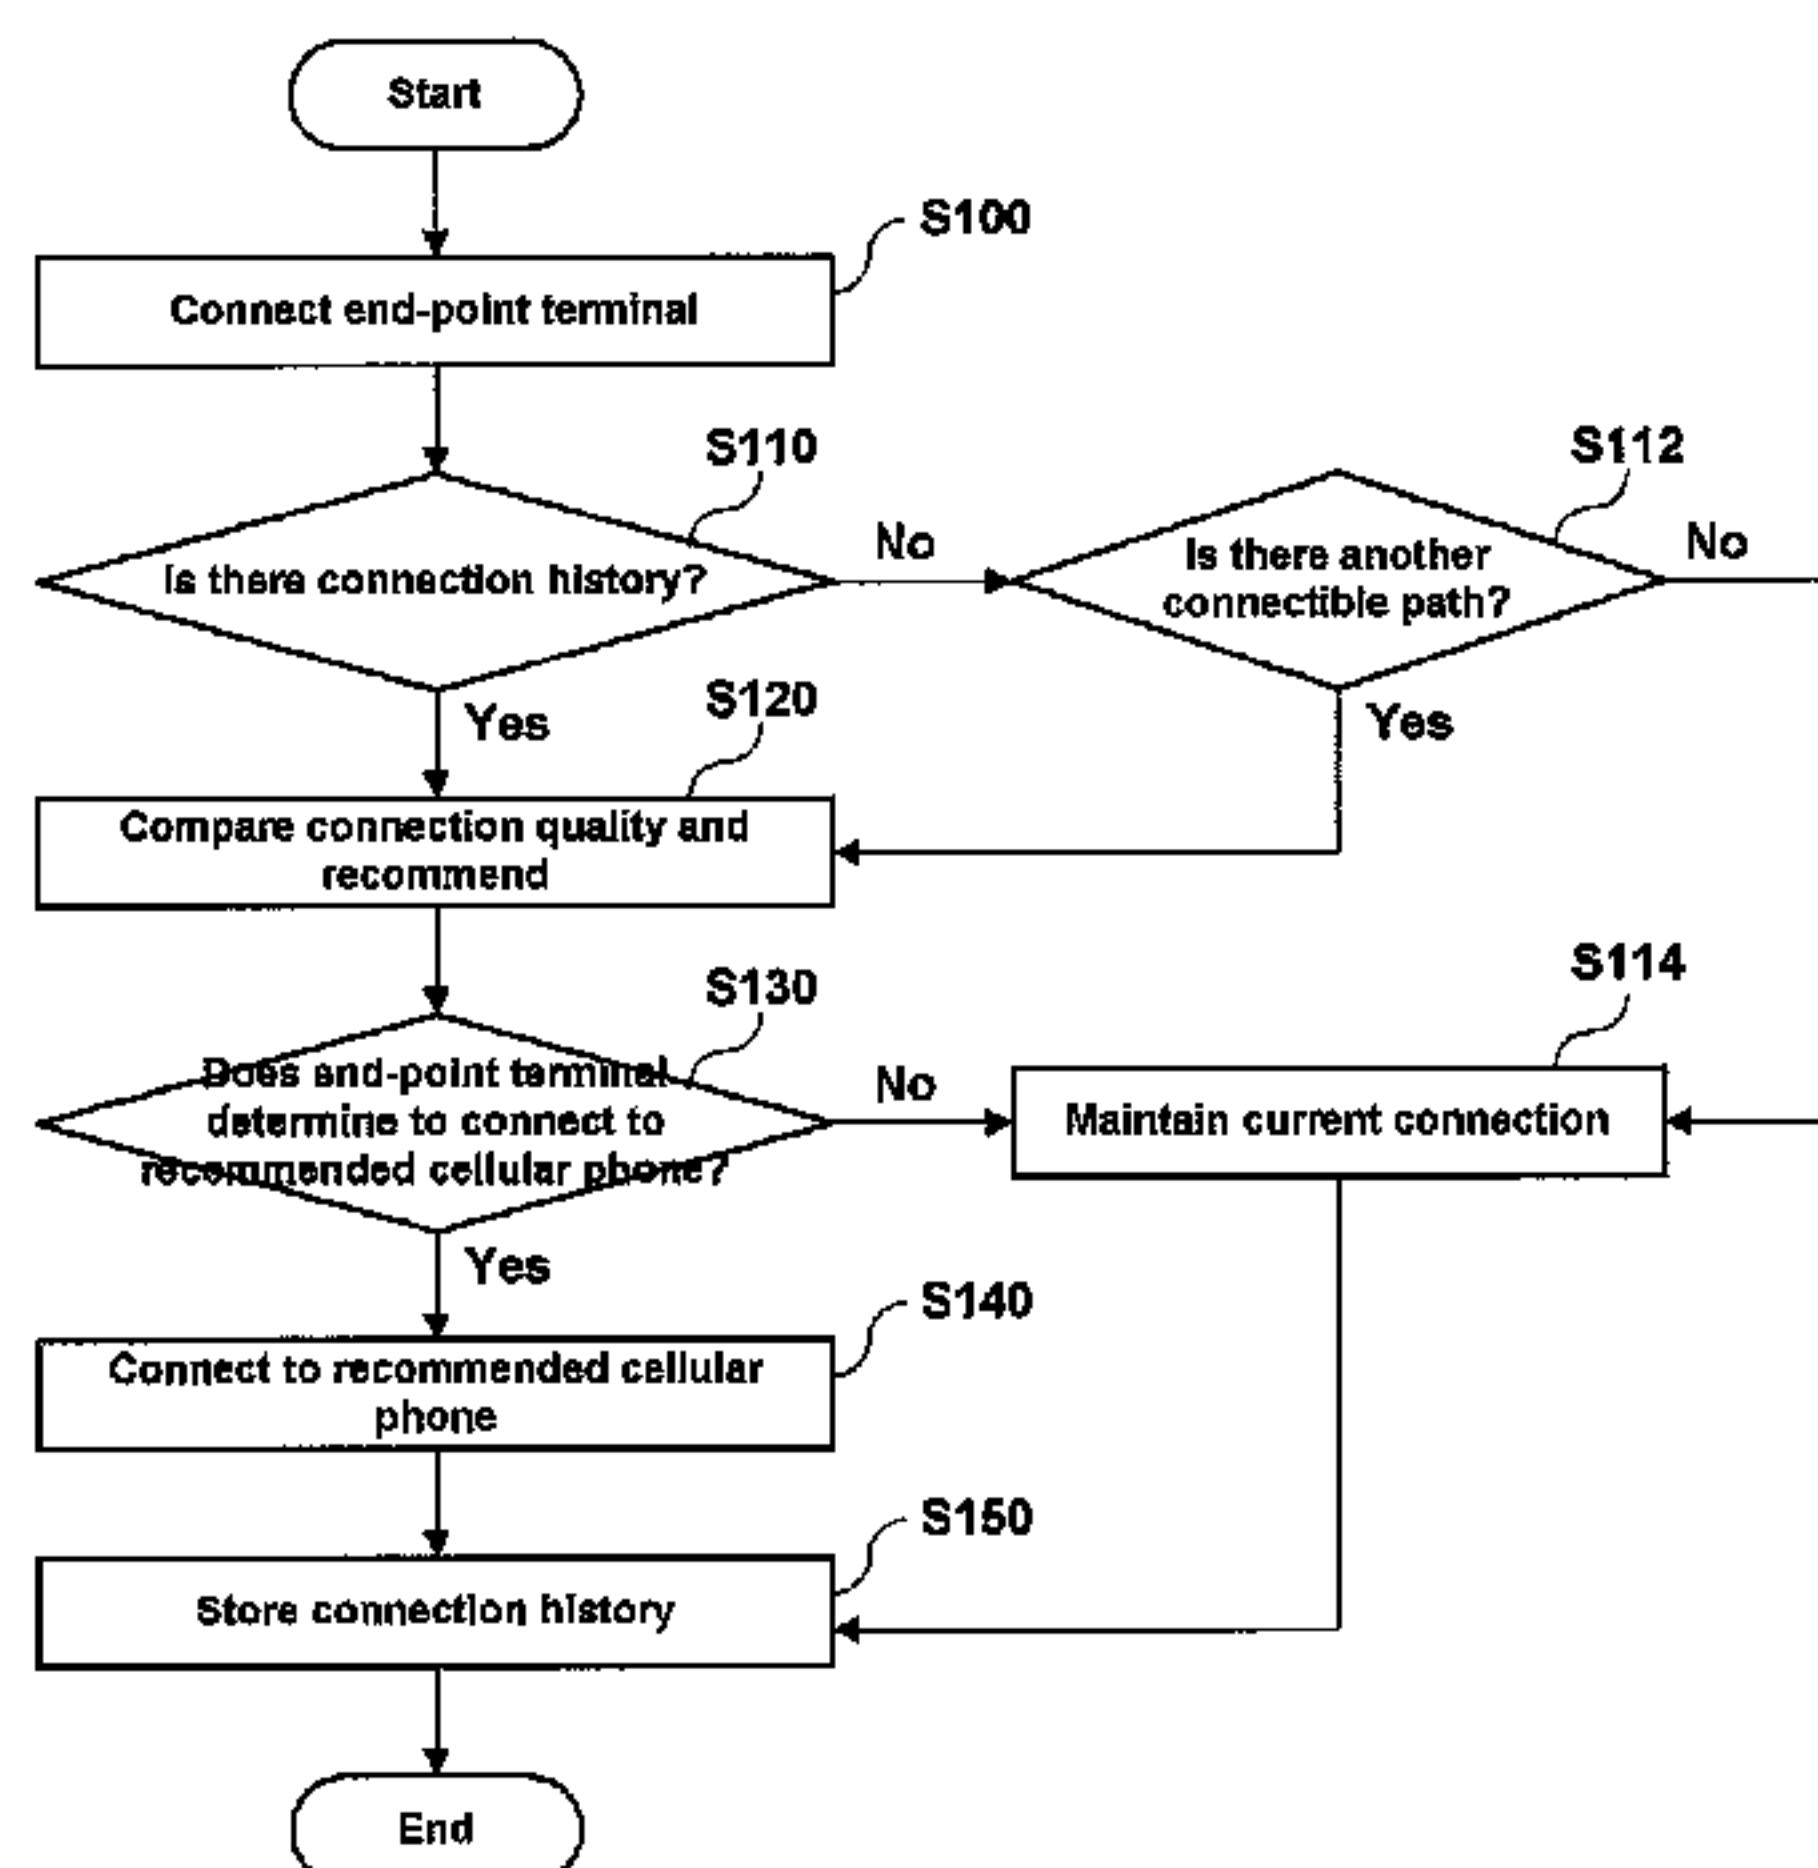 Start
S100
Connect end-point terminal
S110
Is there connection history?
No
S112
Is there another
connectible path?
No
Yes
S120
Yes
Compare connection quality and
recommend
S130
Does end-point terminal
determine to connect to
recommended cellular phone?
No
S114
Maintain current connection
Yes
S140
Connect to recommended cellular
phone
S150
Store connection history
End